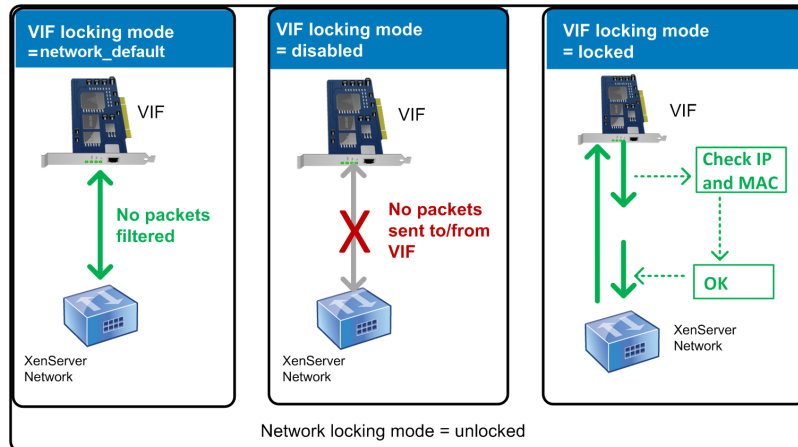 VIF locking mode
=network_default
VIF
No packets
filtered
XenServer
Network
VIF locking mode
= disabled
VIF
No packets
sent to/from
VIF
X
XenServer
Network
VIF locking mode
= locked
VIF
Check IP
and MAC
OK
XenServer
Network
Network locking mode = unlocked